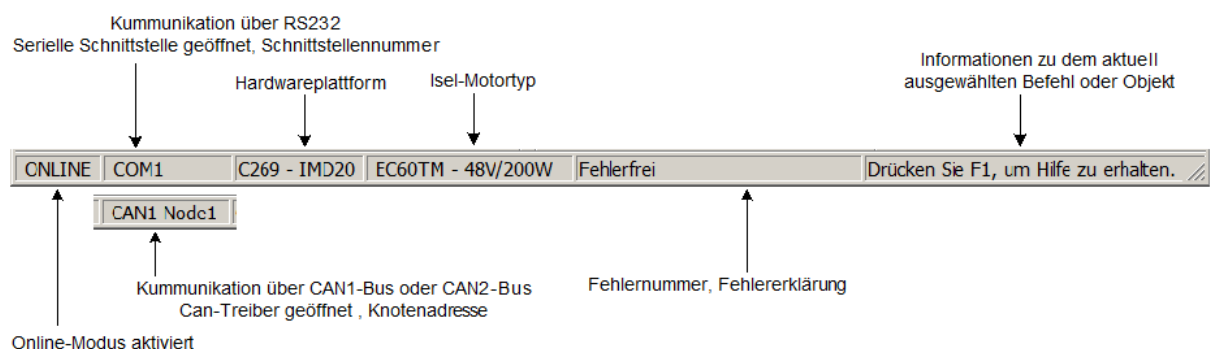 Kummunikation über RS232
Serielle Schnittstelle geöffnet, Schnittstellennummer
Hardwareplattform
Isel-Motortyp
Informationen zu dem aktuell
ausgewählten Befehl oder Objekt
ONLINE
COM1
C269 - IMD20
EC60TM - 48V/200W
Fehlerfrei
Drücken Sie F1, um Hilfe zu erhalten.
CAN1 Node1
Kummunikation über CAN1-Bus oder CAN2-Bus
Can-Treiber geöffnet , Knotenadresse
Fehlernummer, Fehlererklärung
Online-Modus aktiviert